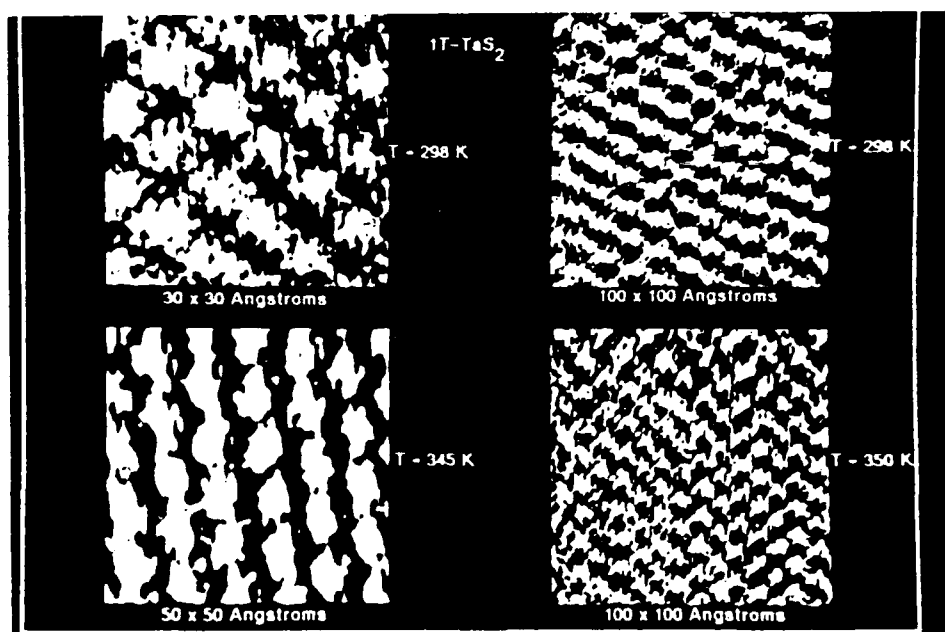 1T-TaS2
T - 298 K
T - 298 K
30 x 30 Angstroms
100 x 100 Angstroms
T - 345 K
T - 350 K
50 x 50 Angstroms
100 x 100 Angstroms